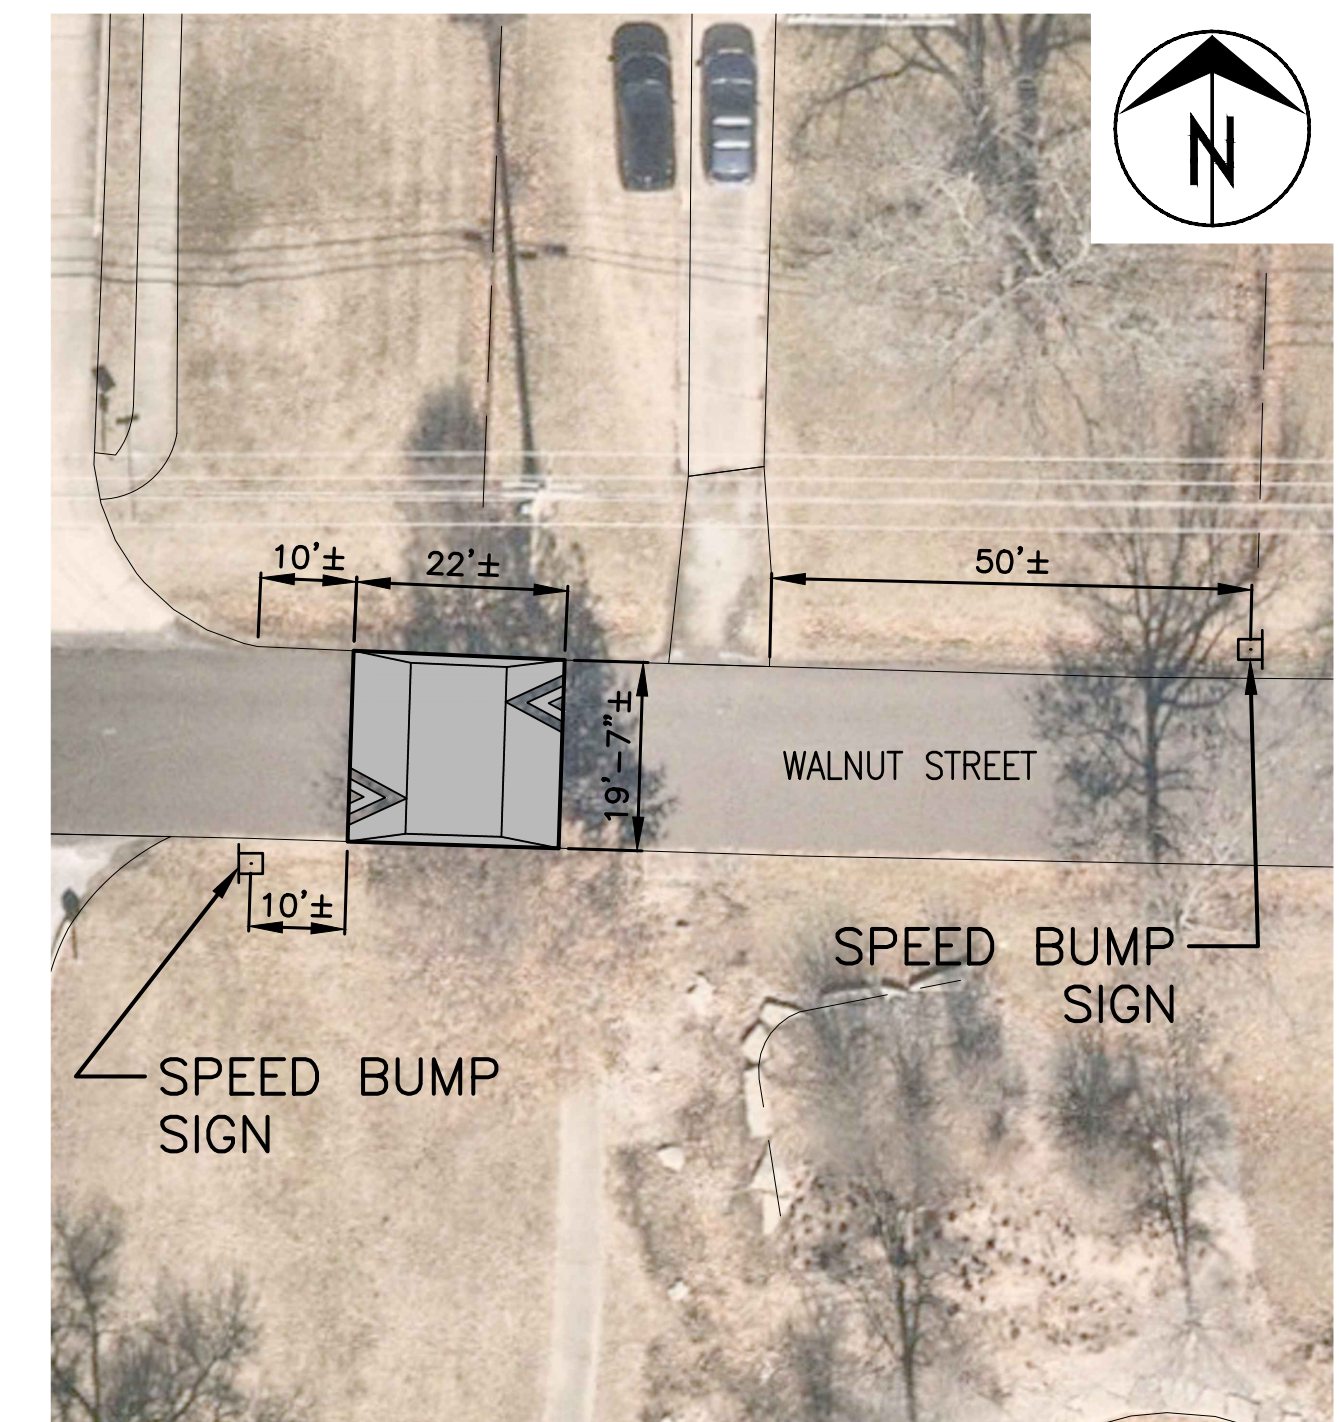 N
10'±
22'±
50'±
19'-7"±
WALNUT STREET
10'±
SPEED BUMP
SIGN
SPEED BUMP
SIGN